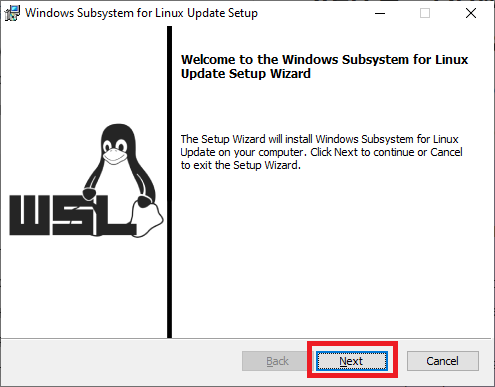 Windows Subsystem for Linux Update Setup
Welcome to the Windows Subsystem for Linux
Update Setup Wizard
The Setup Wizard will install Windows Subsystem for Linux
Update on your computer. Click Next to continue or Cancel
to exit the Setup Wizard.
WSL
Back
Next
Cancel